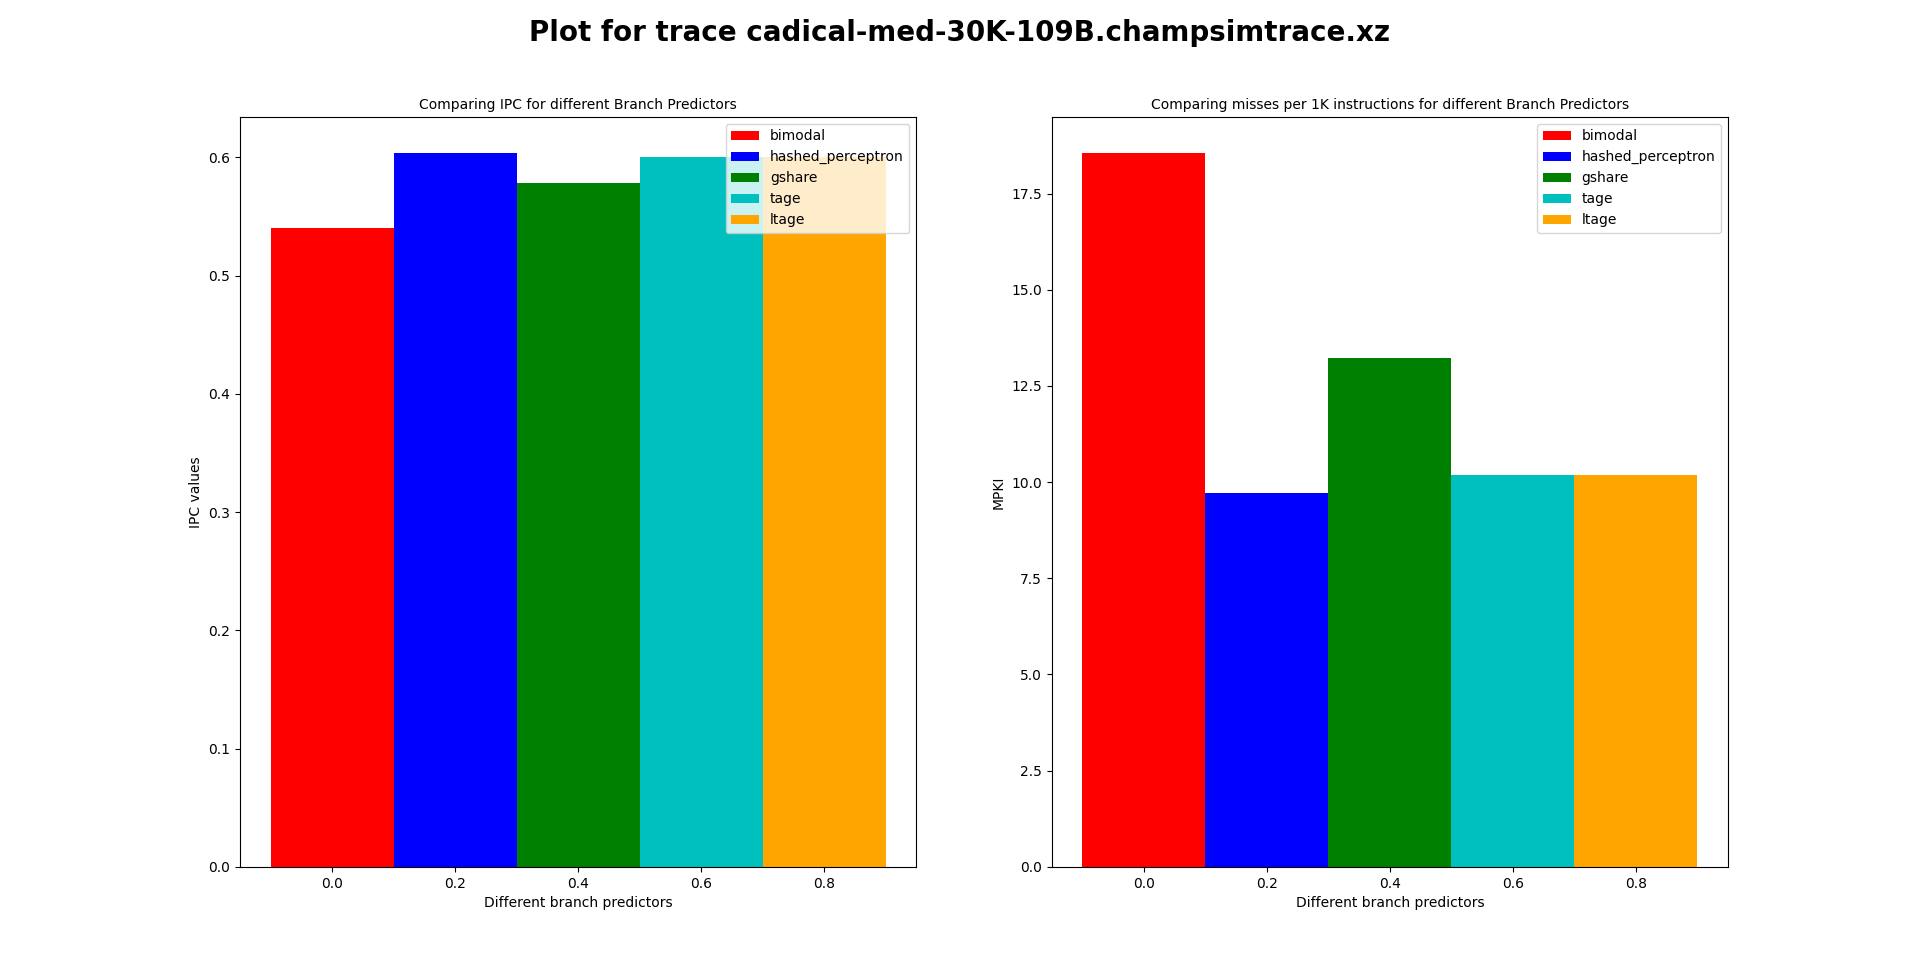 Plot for trace cadical-med-30K-109B.champsimtrace.xz
Comparing IPC for different Branch Predictors
IPC values
0.6
0.5
0.4
0.3
0.2
0.1
0.0
bimodal
hashed_perceptron
gshare
tage
ltage
0.0 0.2 0.4 0.6 0.8
Different branch predictors
Comparing misses per 1K instructions for different Branch Predictors
MPKI
17.5
15.0
12.5
10.0
7.5
5.0
2.5
0.0
bimodal
hashed_perceptron
gshare
tage
ltage
0.0 0.2 0.4 0.6 0.8
Different branch predictors